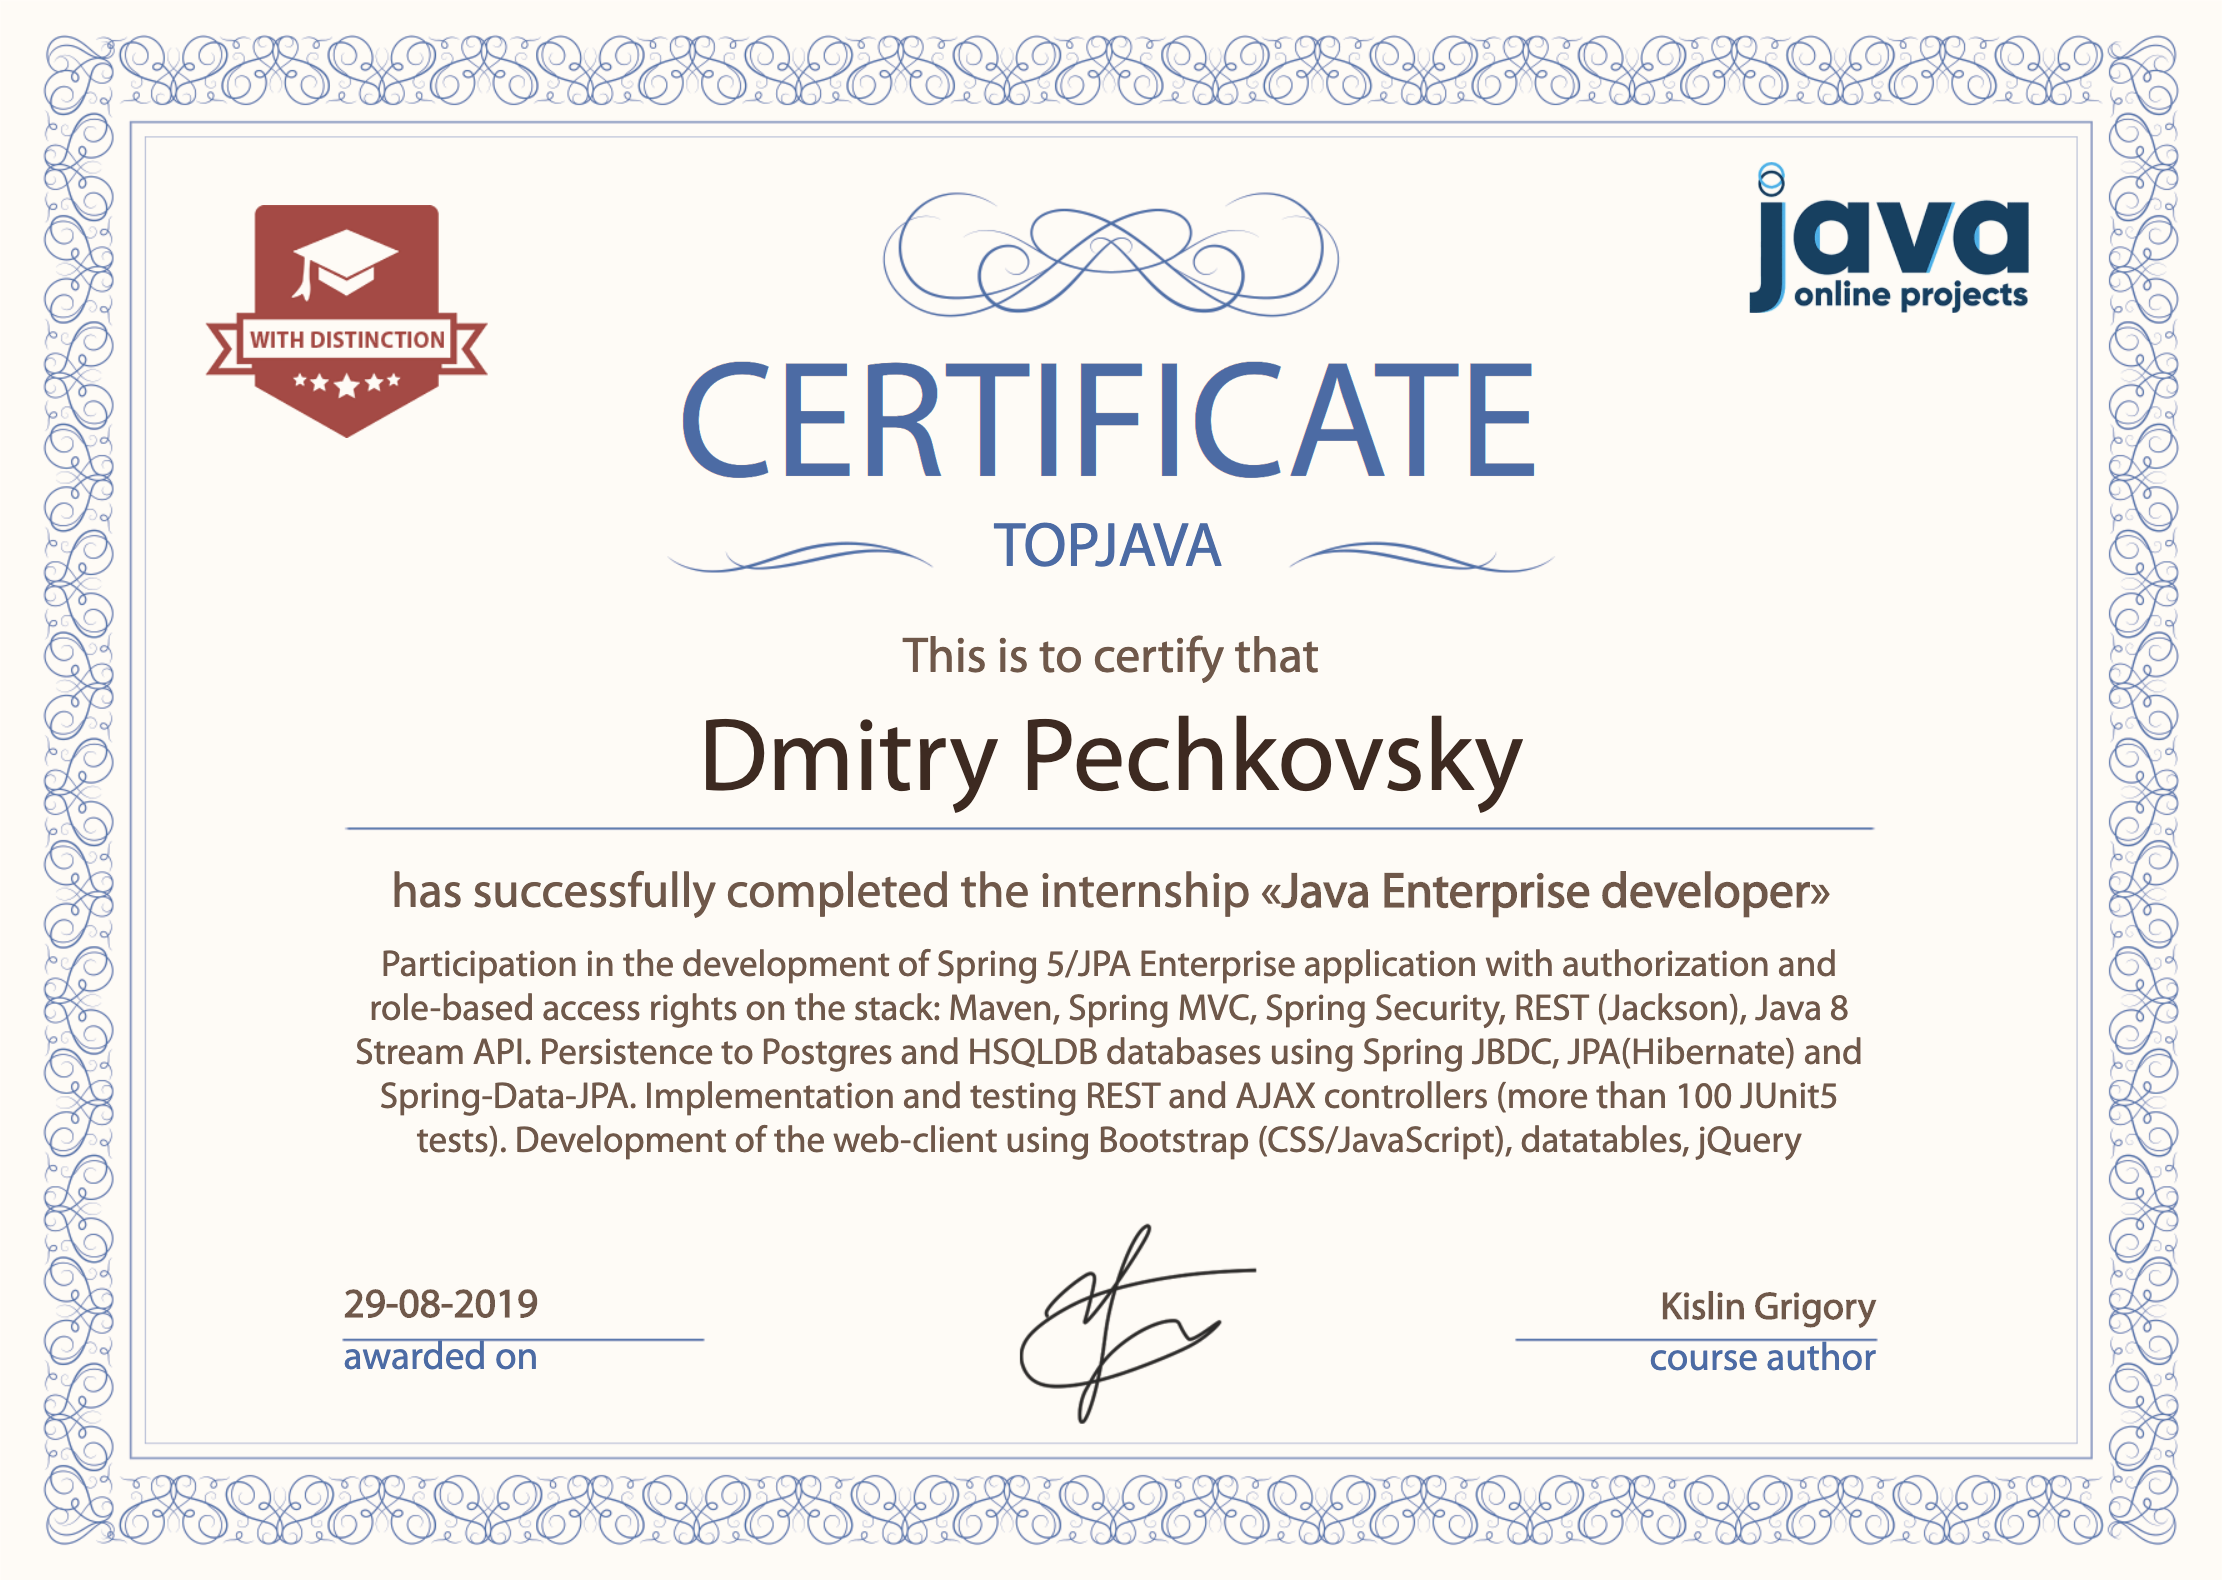 WITH DISTINCTION
java
online projects
CERTIFICATE
TOPJAVA
This is to certify that
Dmitry Pechkovsky
has successfully completed the internship «Java Enterprise developer»
Participation in the development of Spring 5/JPA Enterprise application with authorization and
role-based access rights on the stack: Maven, Spring MVC, Spring Security, REST (Jackson), Java 8
Stream API. Persistence to Postgres and HSQLDB databases using Spring JBDC, JPA(Hibernate) and
Spring-Data-JPA. Implementation and testing REST and AJAX controllers (more than 100 JUnit5
tests). Development of the web-client using Bootstrap (CSS/JavaScript), datatables, jQuery
29-08-2019
awarded on
Kislin Grigory
course author